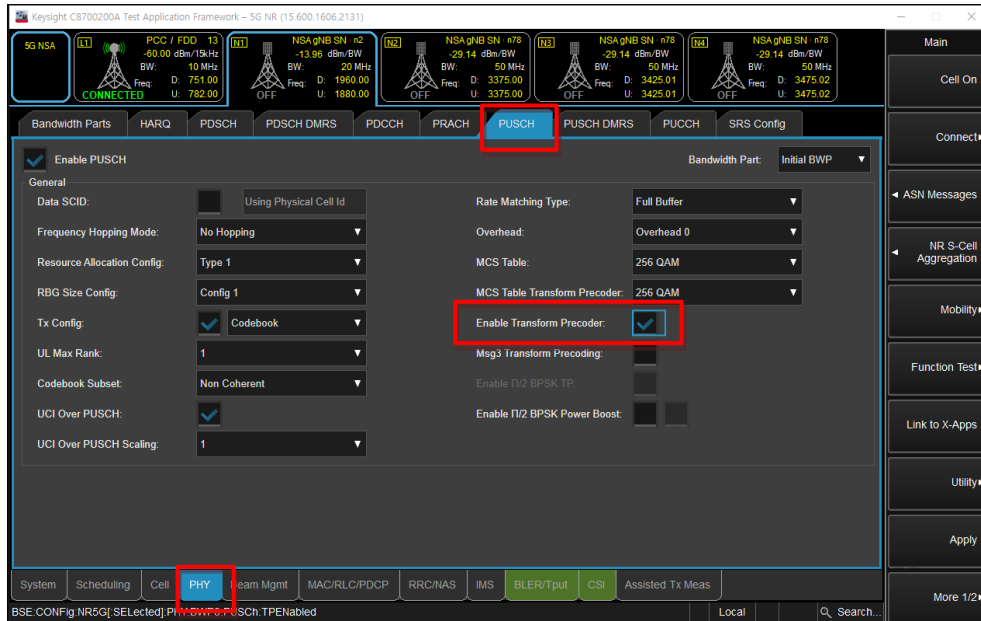 Keysight C8700200A Test Application Framework – 5G NR (15.600.1606.2131)
5G NSA
L1
PCC / FDD 13
-60.00 dBm/15kHz
BW: 10 MHz
Freq: D: 751.00
CONNECTED U: 782.00
N1
NSA gNB SN · n2
-13.96 dBm/BW
BW: 20 MHz
Freq: D: 1960.00
OFF U: 1880.00
N2
NSA gNB SN · n78
-29.14 dBm/BW
BW: 50 MHz
Freq: D: 3375.00
OFF U: 3375.00
N3
NSA gNB SN · n78
-29.14 dBm/BW
BW: 50 MHz
Freq: D: 3425.01
OFF U: 3425.01
N4
NSA gNB SN · n78
-29.14 dBm/BW
BW: 50 MHz
Freq: D: 3475.02
OFF U: 3475.02
Bandwidth Parts HARQ PDSCH PDSCH DMRS PDCCH PRACH PUSCH PUSCH DMRS PUCCH SRS Config
Enable PUSCH
Bandwidth Part: Initial BWP
General
Data SCID: Using Physical Cell Id
Frequency Hopping Mode: No Hopping
Resource Allocation Config: Type 1
RBG Size Config: Config 1
Tx Config: Codebook
UL Max Rank: 1
Codebook Subset: Non Coherent
UCI Over PUSCH:
UCI Over PUSCH Scaling: 1
Rate Matching Type: Full Buffer
Overhead: Overhead 0
MCS Table: 256 QAM
MCS Table Transform Precoder: 256 QAM
Enable Transform Precoder:
Msg3 Transform Precoding:
Enable Π/2 BPSK TP:
Enable Π/2 BPSK Power Boost:
System Scheduling Cell PHY Beam Mgmt MAC/RLC/PDCP RRC/NAS IMS BLER/Tput CSI Assisted Tx Meas
BSE:CONFig:NR5G[:SELected]:PHY:BWP0:PUSCh:TPENabled
Local
Search...
Main
Cell On
Connect
ASN Messages
NR S-Cell
Aggregation
Mobility
Function Test
Link to X-Apps
Utility
Apply
More 1/2